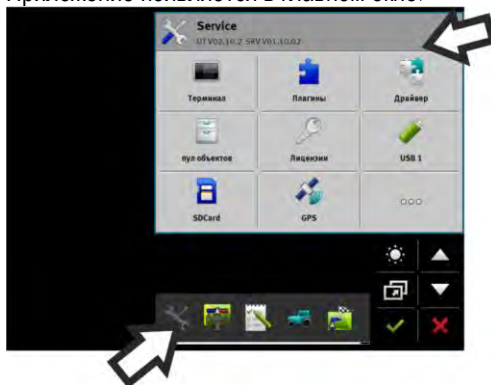 Приложение появляется в главном окне.
Service
UT V02.10.2 SRV V01.10.02
Терминал Плагины Драйвер
пул объектов Лицензии USB 1
SDCard GPS